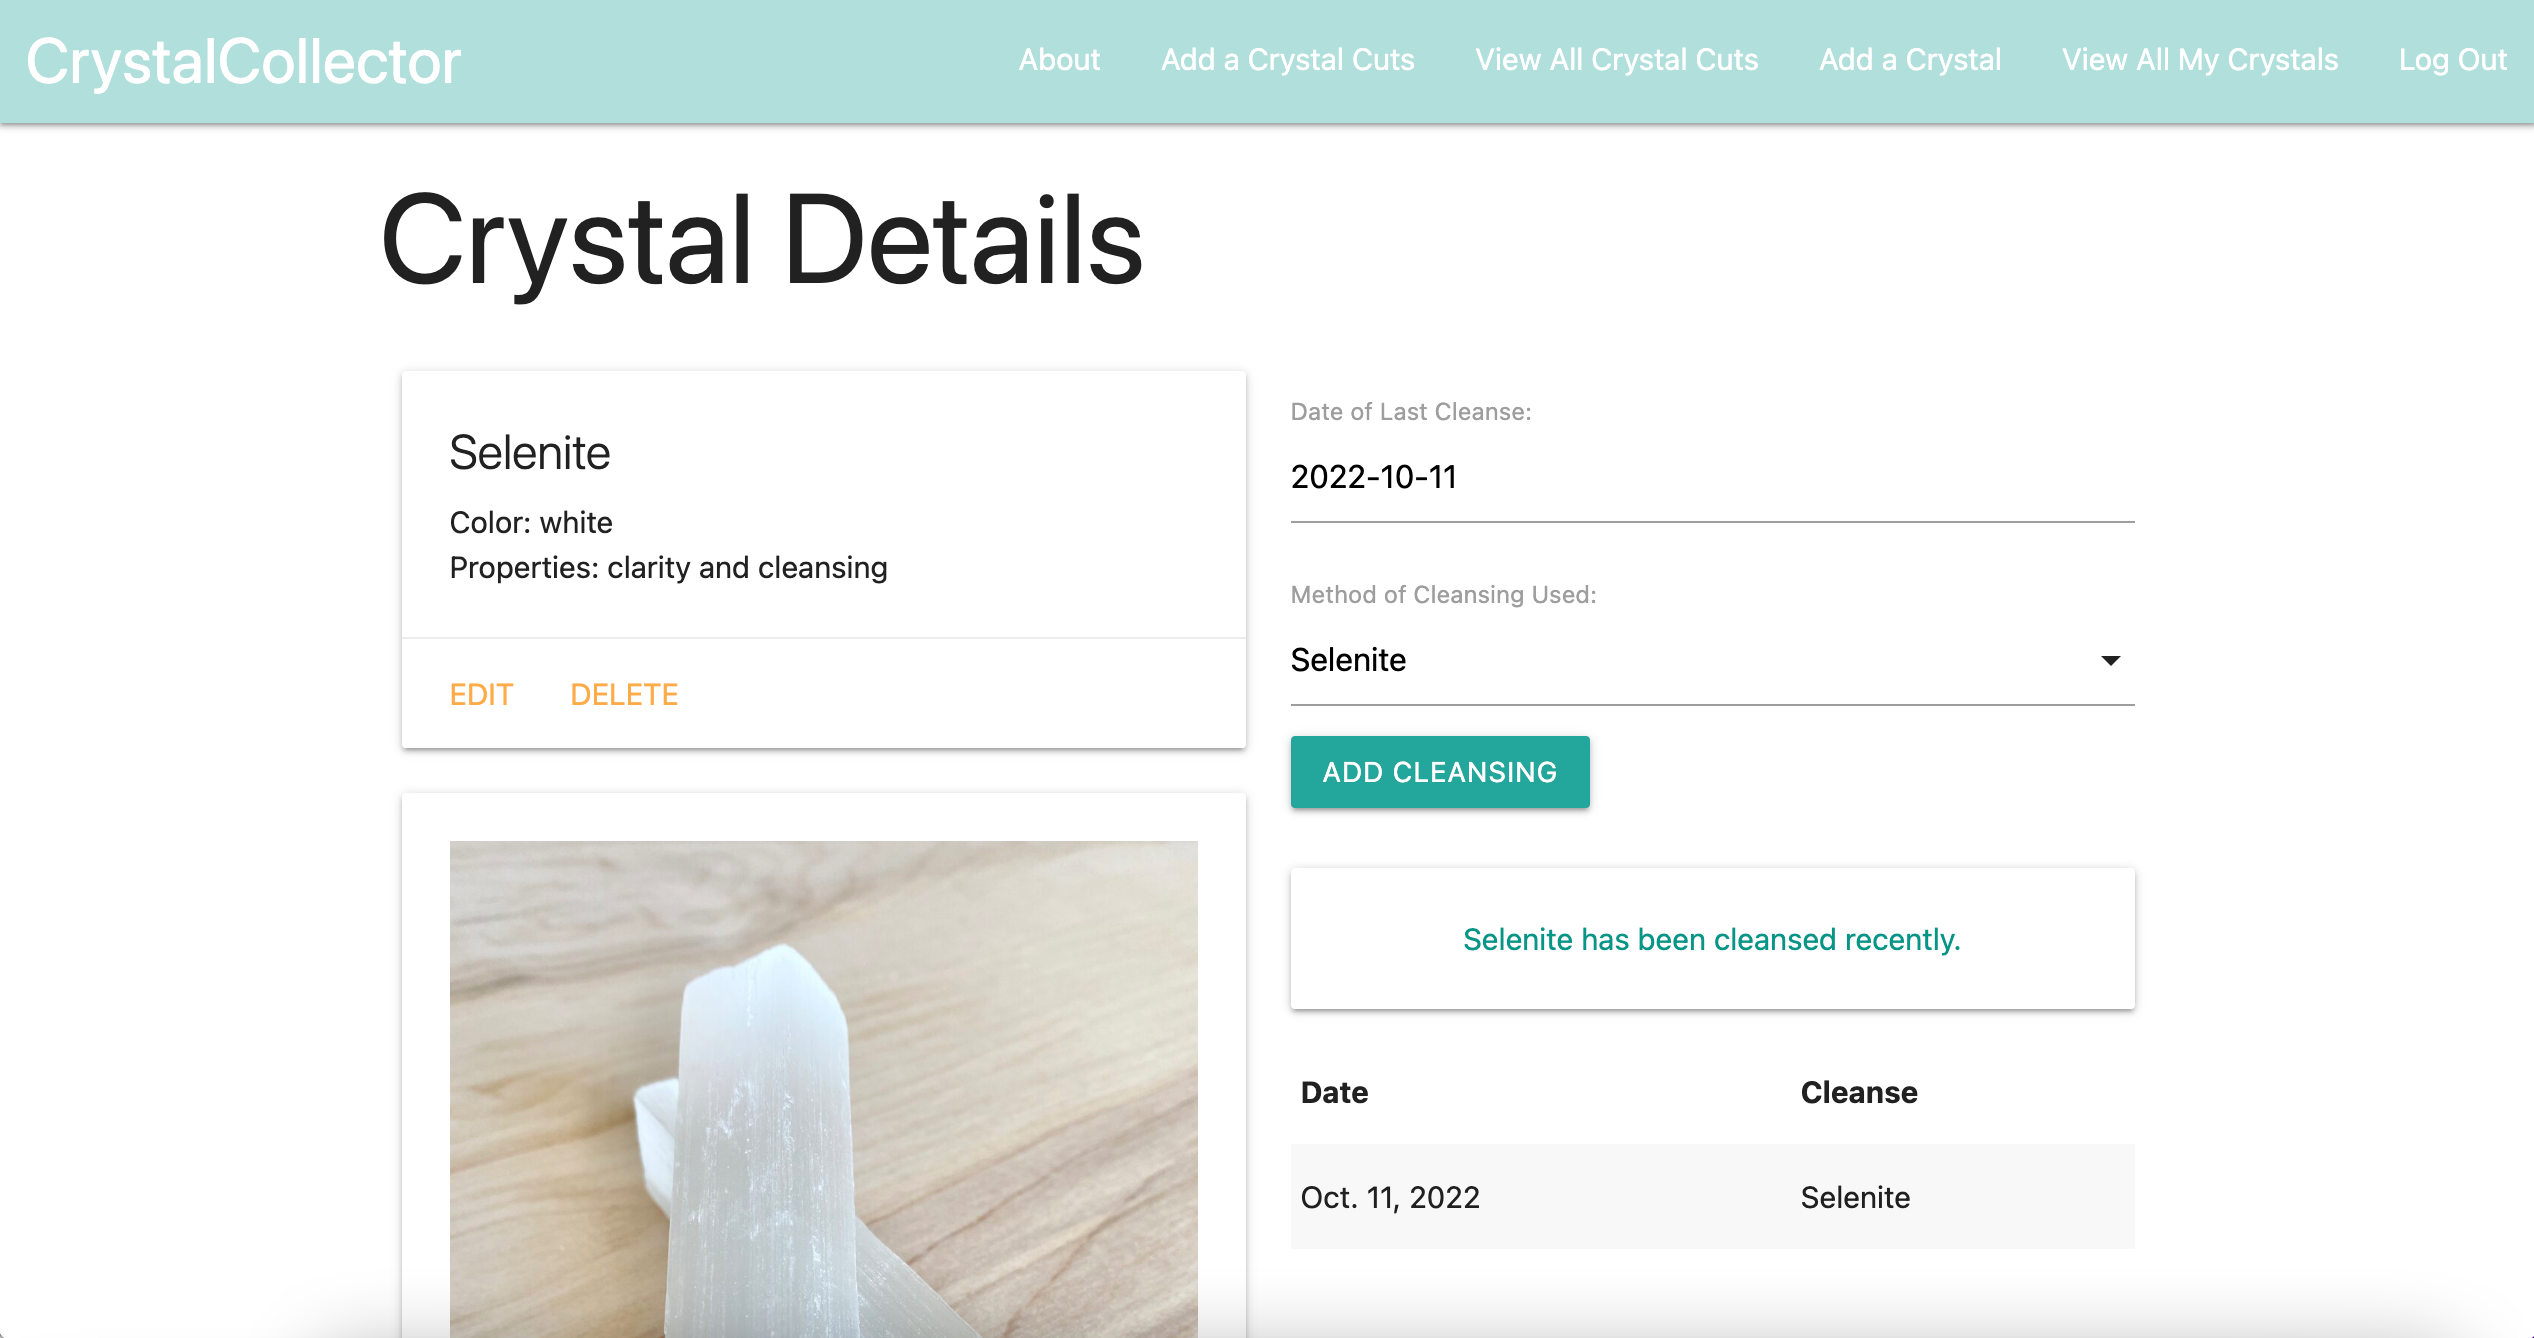 CrystalCollector
About
Add a Crystal Cuts
View All Crystal Cuts
Add a Crystal
View All My Crystals
Log Out
Crystal Details
Selenite
Color: white
Properties: clarity and cleansing
EDIT
DELETE
Date of Last Cleanse:
2022-10-11
Method of Cleansing Used:
Selenite
ADD CLEANSING
Selenite has been cleansed recently.
Date
Cleanse
Oct. 11, 2022
Selenite